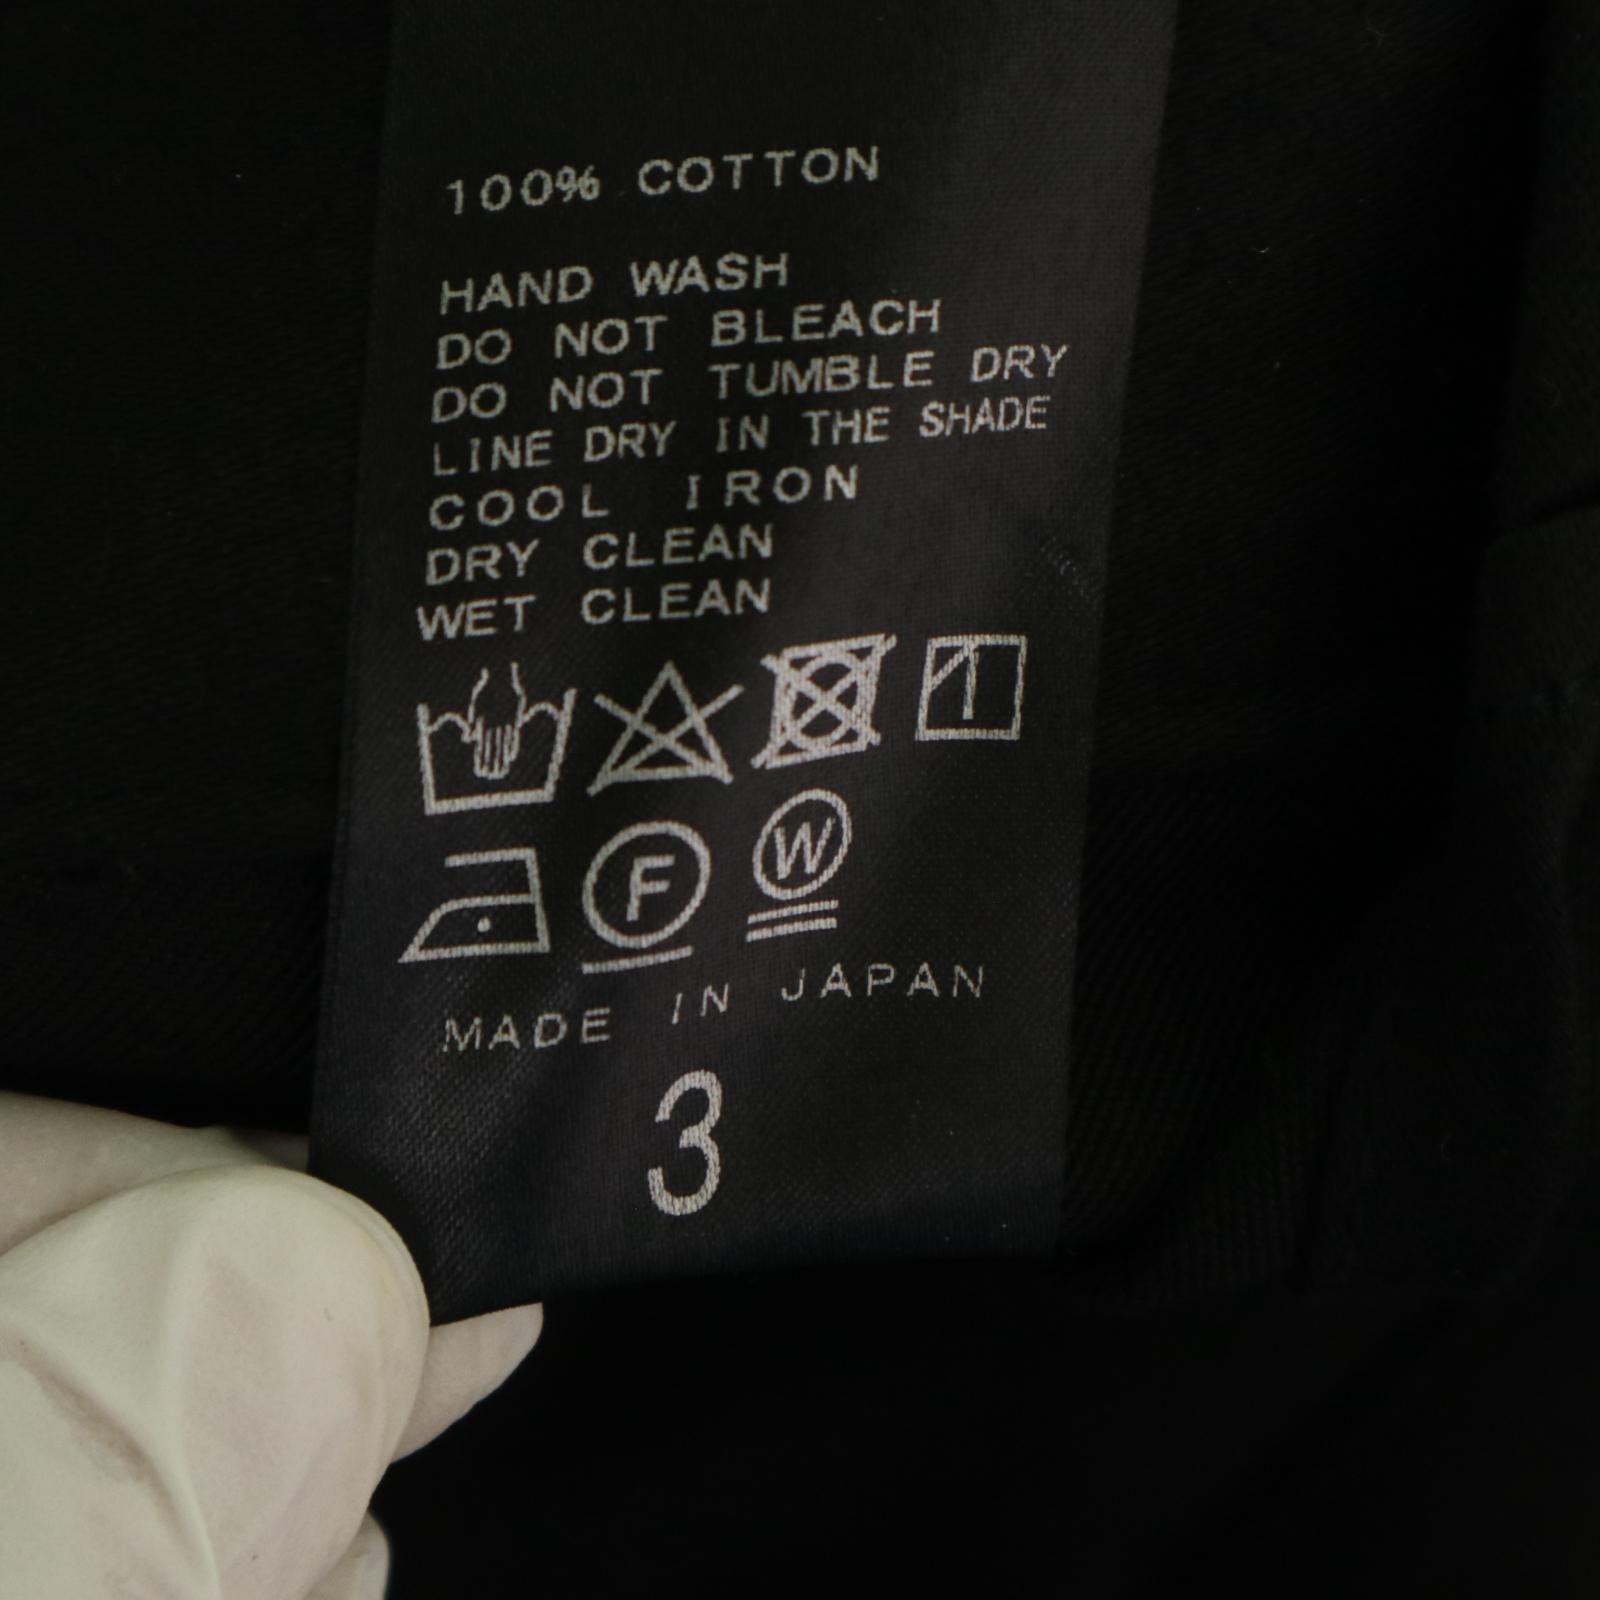 100% COTTON
HAND WASH
DO NOT BLEACH
DO NOT TUMBLE DRY
LINE DRY IN THE SHADE
COOL IRON
DRY CLEAN
WET CLEAN
F W
MADE IN JAPAN
3